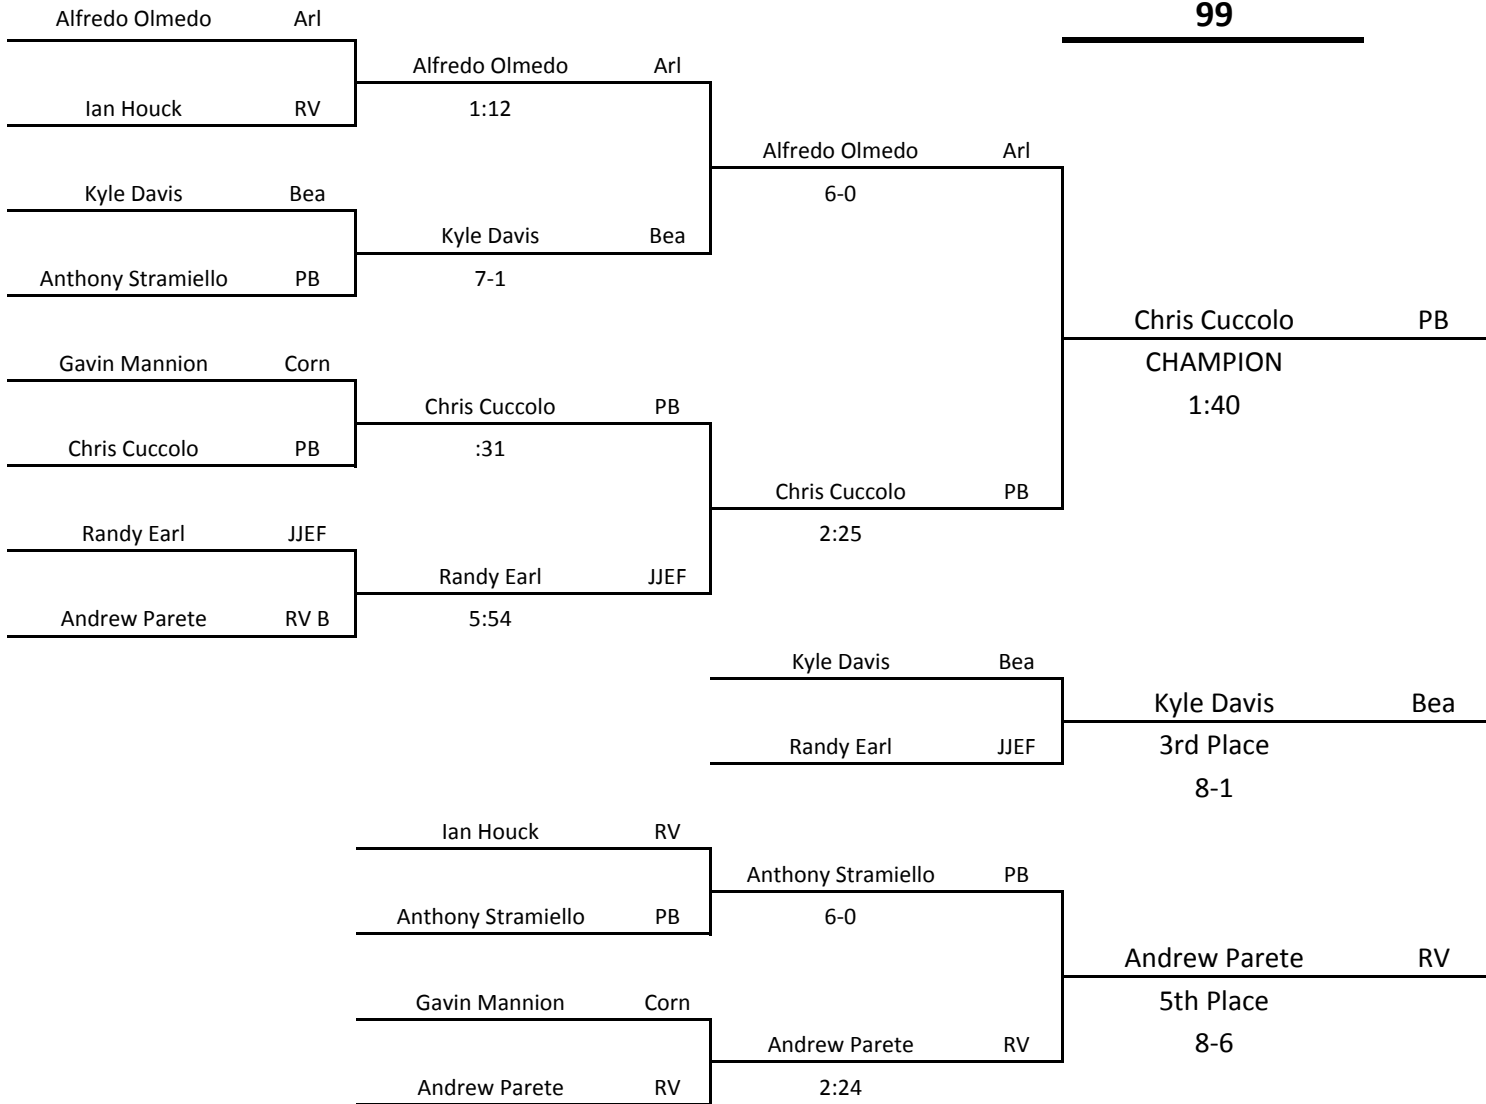 99
Alfredo Olmedo Arl
Ian Houck RV
Kyle Davis Bea
Anthony Stramiello PB
Gavin Mannion Corn
Chris Cuccolo PB
Randy Earl JJEF
Andrew Parete RV B
Alfredo Olmedo Arl
1:12
Kyle Davis Bea
7-1
Chris Cuccolo PB
:31
Randy Earl JJEF
5:54
Alfredo Olmedo Arl
6-0
Chris Cuccolo PB
2:25
Chris Cuccolo PB
CHAMPION
1:40
Kyle Davis Bea
Randy Earl JJEF
Kyle Davis Bea
3rd Place
8-1
Ian Houck RV
Anthony Stramiello PB
Gavin Mannion Corn
Andrew Parete RV
Anthony Stramiello PB
6-0
Andrew Parete RV
2:24
Andrew Parete RV
5th Place
8-6